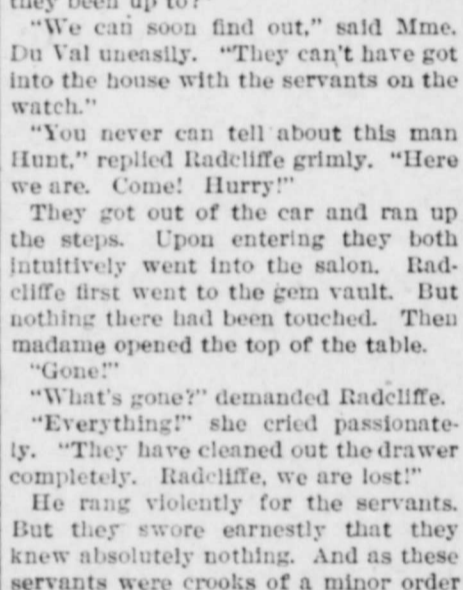 they been up to?"
"We can soon find out," said Mme.
Du Val uneasily. "They can't have got
into the house with the servants on the
watch."
"You never can tell about this man
Hunt," replied Radcliffe grimly. "Here
we are. Come! Hurry!"
They got out of the car and ran up
the steps. Upon entering they both
intuitively went into the salon. Rad-
cliffe first went to the gem vault. But
nothing there had been touched. Then
madame opened the top of the table.
"Gone!"
"What's gone?" demanded Radcliffe.
"Everything!" she cried passionate-
ly. "They have cleaned out the drawer
completely. Radcliffe, we are lost!"
He rang violently for the servants.
But they swore earnestly that they
knew absolutely nothing. And as these
servants were crooks of a minor order